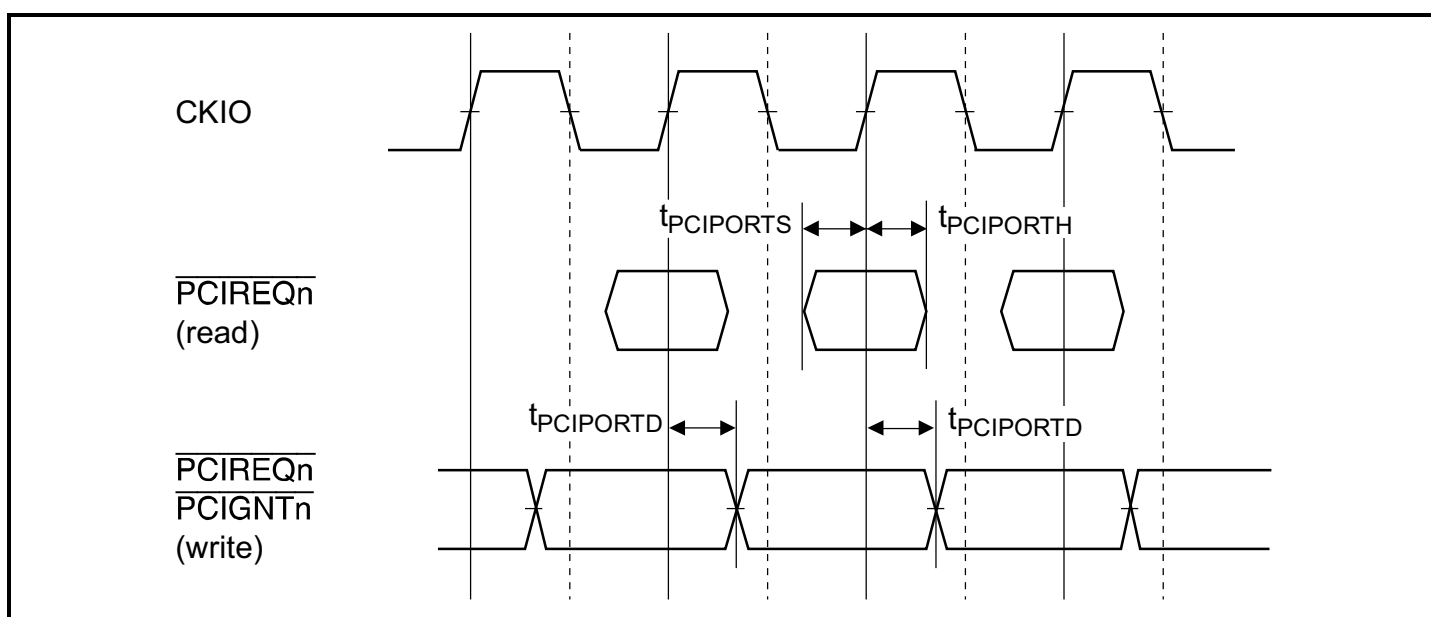 CKIO
tPCIPORTS
tPCIPORTH
PCIREQn
(read)
tPCIPORTD
tPCIPORTD
PCIREQn
PCIGNTn
(write)